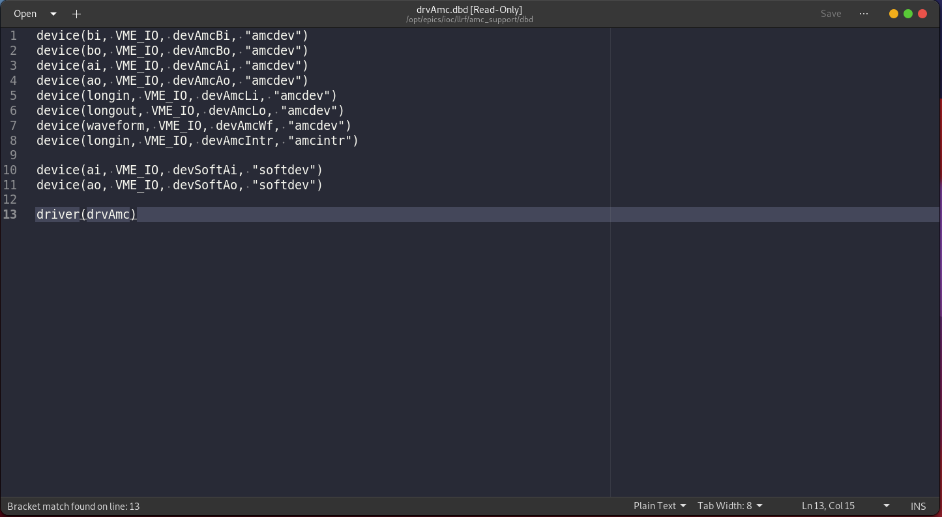 Open
drvAmc.dbd [Read-Only]
/opt/epics/ioc/llrf/amc_support/dbd
Save
1 device(bi, VME_IO, devAmcBi, "amcdev")
2 device(bo, VME_IO, devAmcBo, "amcdev")
3 device(ai, VME_IO, devAmcAi, "amcdev")
4 device(ao, VME_IO, devAmcAo, "amcdev")
5 device(longin, VME_IO, devAmcLi, "amcdev")
6 device(longout, VME_IO, devAmcLo, "amcdev")
7 device(waveform, VME_IO, devAmcWf, "amcdev")
8 device(longin, VME_IO, devAmcIntr, "amcintr")
9
10 device(ai, VME_IO, devSoftAi, "softdev")
11 device(ao, VME_IO, devSoftAo, "softdev")
12
13 driver(drvAmc)
Bracket match found on line: 13
Plain Text
Tab Width: 8
Ln 13, Col 15
INS